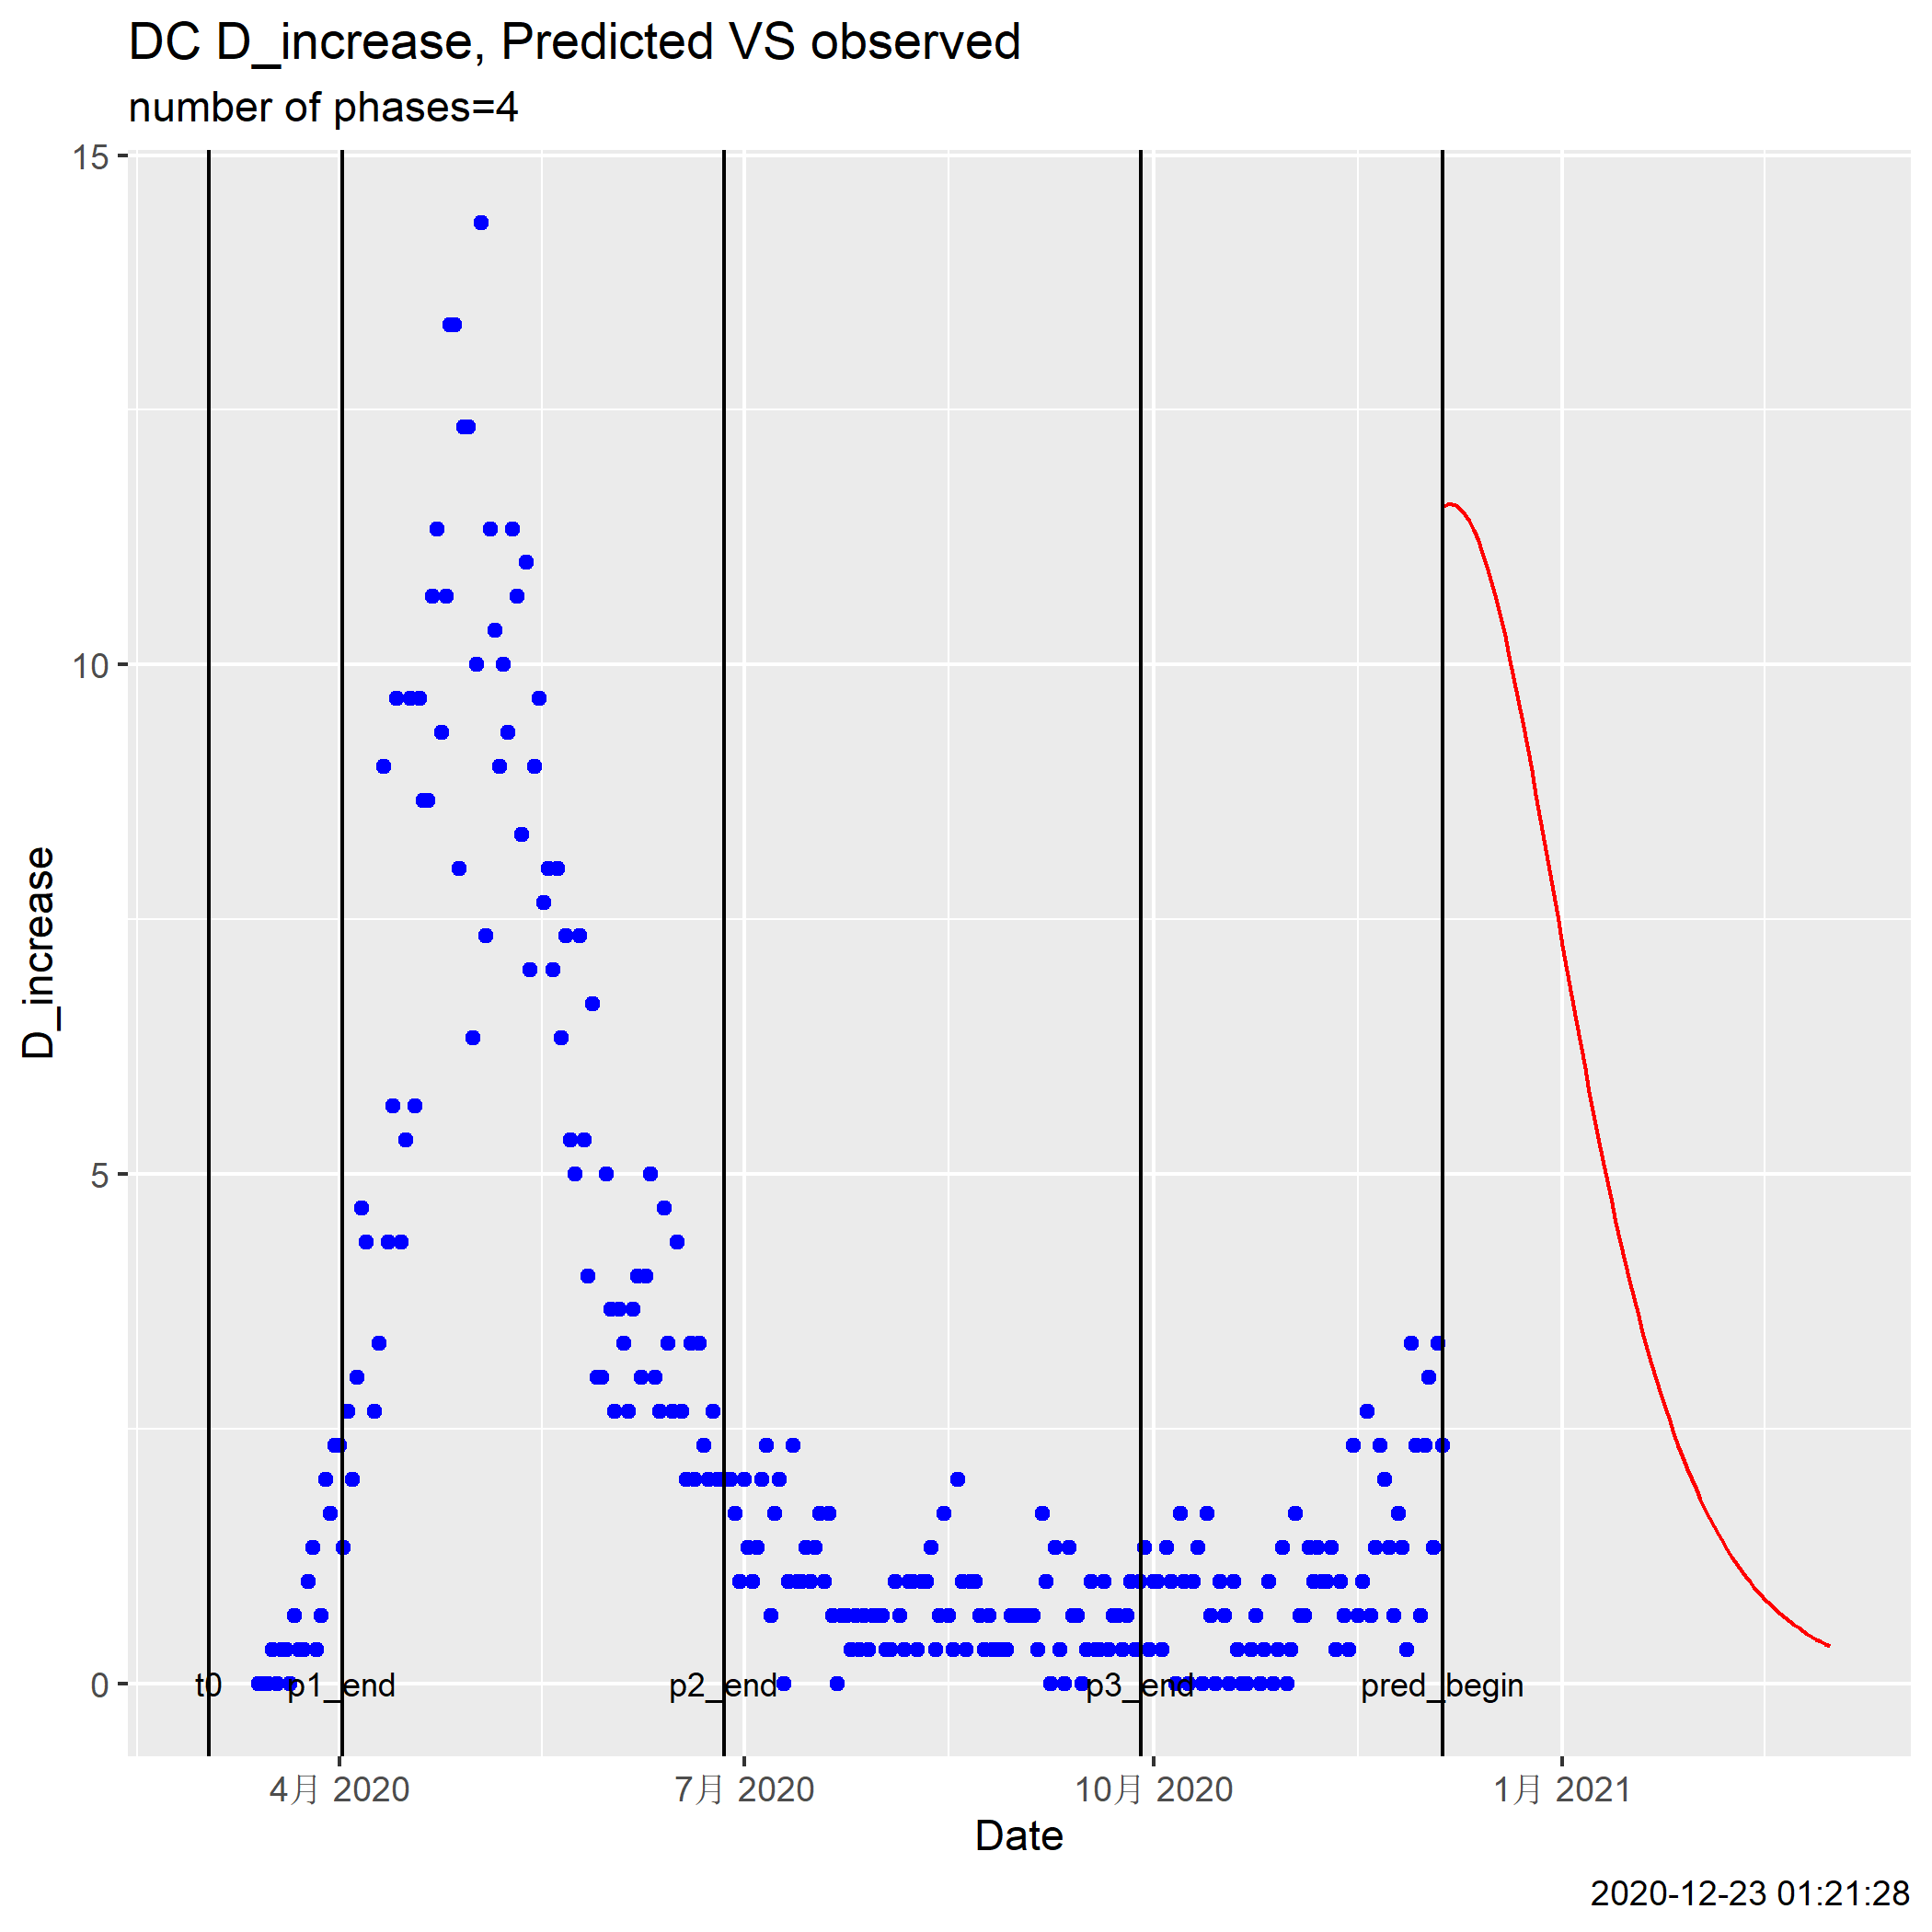 DC D_increase, Predicted VS observed
number of phases=4
15
10
5
0
D_increase
t0
p1_end
p2_end
p3_end
pred_begin
4月 2020
7月 2020
10月 2020
1月 2021
Date
2020-12-23 01:21:28